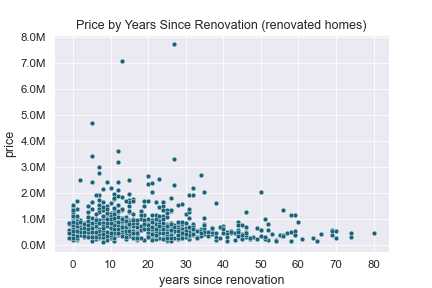 Price by Years Since Renovation (renovated homes)
8.0M
7.0M
6.0M
5.0M
4.0M
3.0M
2.0M
1.0M
0.0M
price
0 10 20 30 40 50 60 70 80
years since renovation